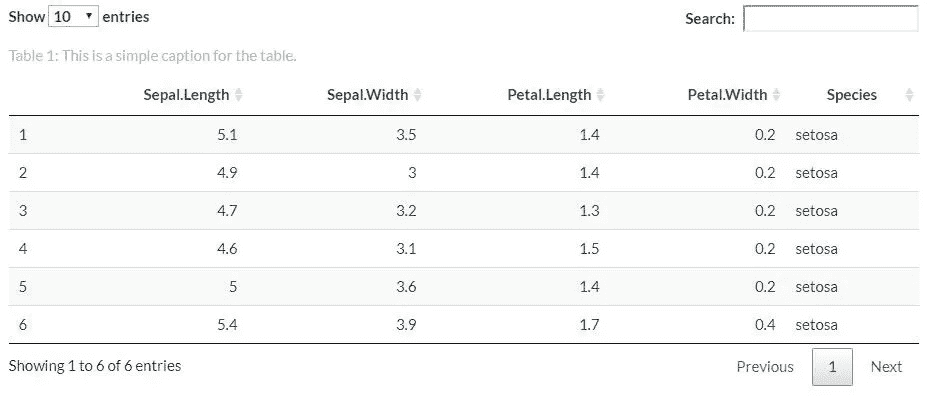 Show 10 entries Search:
Table 1: This is a simple caption for the table.
Sepal.Length Sepal.Width Petal.Length Petal.Width Species
1 5.1 3.5 1.4 0.2 setosa
2 4.9 3 1.4 0.2 setosa
3 4.7 3.2 1.3 0.2 setosa
4 4.6 3.1 1.5 0.2 setosa
5 5 3.6 1.4 0.2 setosa
6 5.4 3.9 1.7 0.4 setosa
Showing 1 to 6 of 6 entries Previous 1 Next